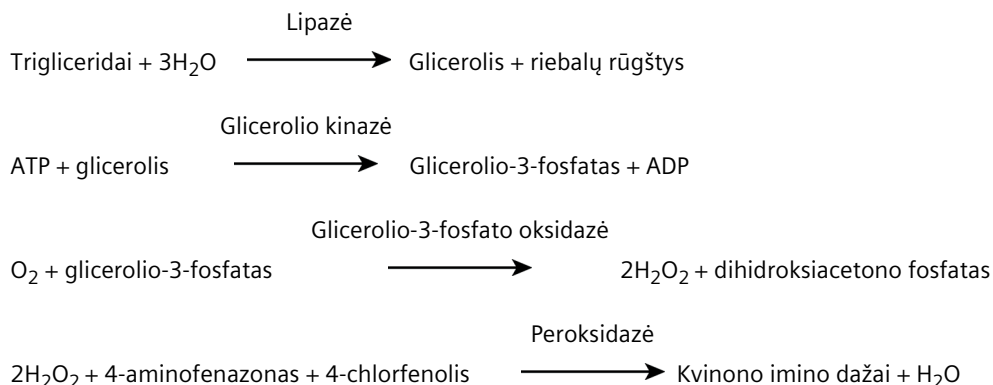 Lipazė
Trigliceridai + 3H₂O → Glicerolis + riebalų rūgštys
Glicerolio kinazė
ATP + glicerolis → Glicerolio-3-fosfatas + ADP
Glicerolio-3-fosfato oksidazė
O₂ + glicerolio-3-fosfatas → 2H₂O₂ + dihidroksiacetono fosfatas
Peroksidazė
2H₂O₂ + 4-aminofenazonas + 4-chlorfenolis → Kvinono imino dažai + H₂O